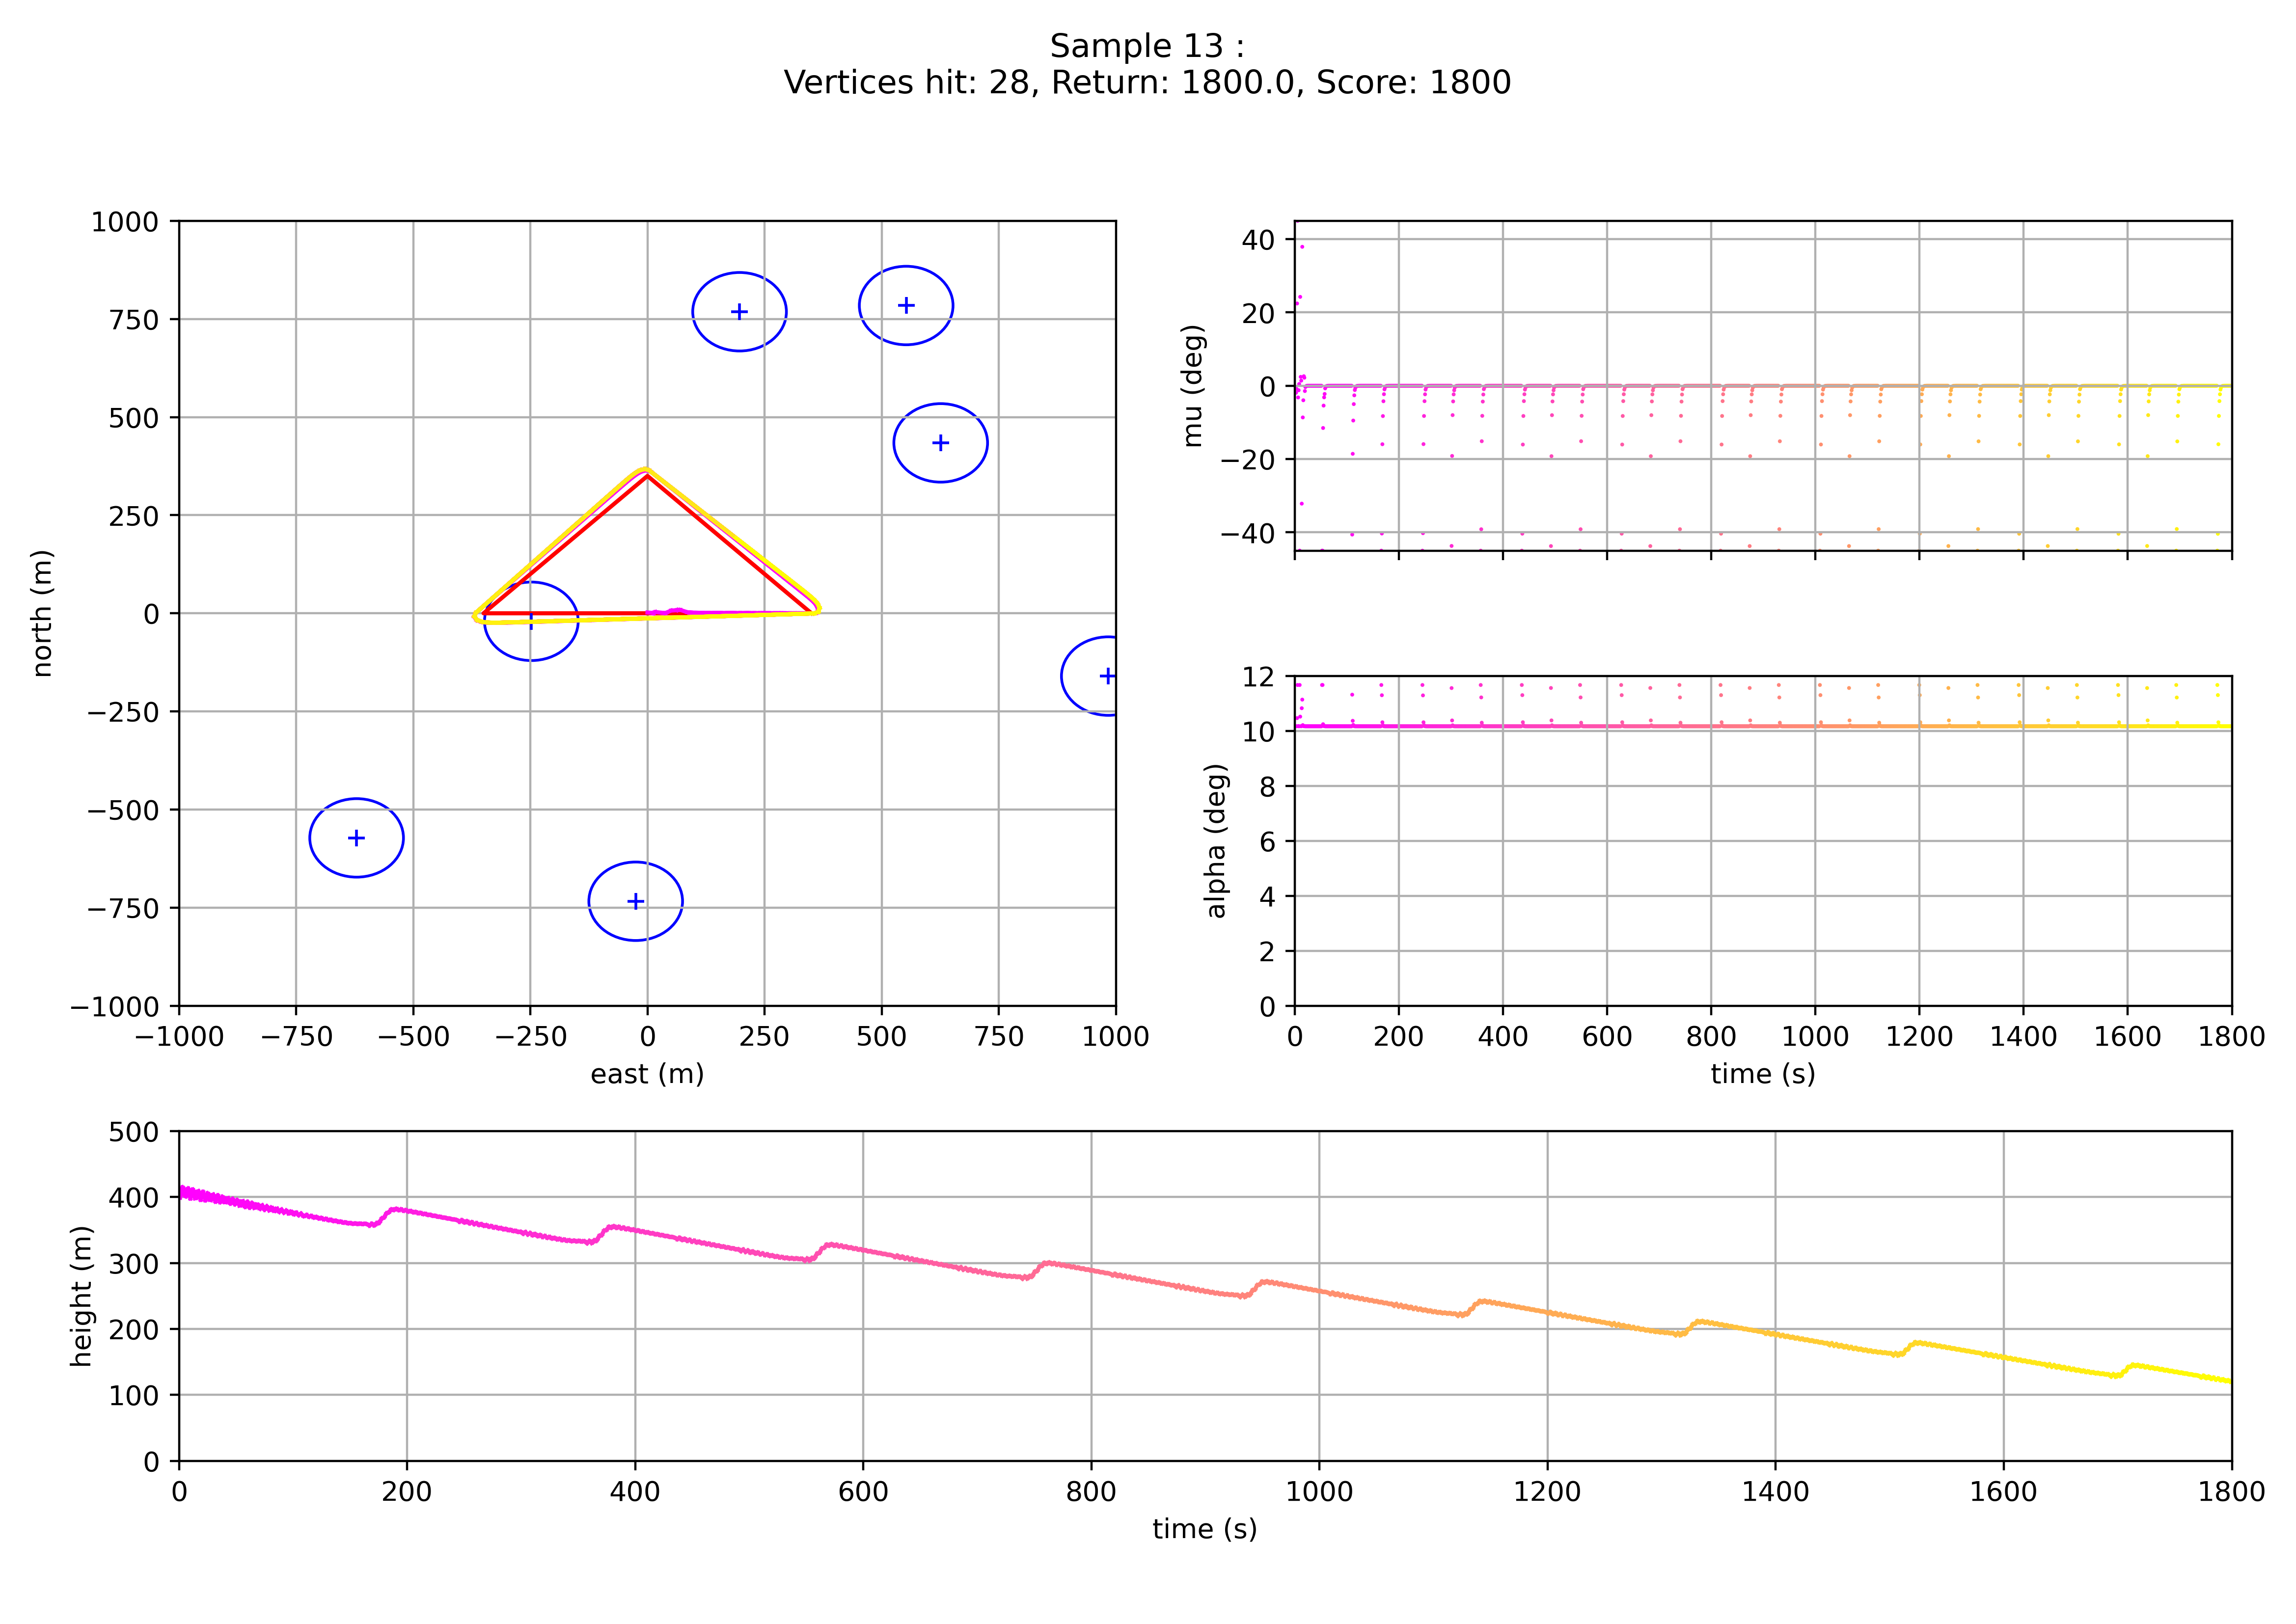 Sample 13 :
Vertices hit: 28, Return: 1800.0, Score: 1800
1000
750
500
250
0
−250
−500
−750
−1000
north (m)
−1000 −750 −500 −250 0 250 500 750 1000
east (m)
40
20
0
−20
−40
mu (deg)
12
10
8
6
4
2
0
alpha (deg)
0 200 400 600 800 1000 1200 1400 1600 1800
time (s)
500
400
300
200
100
0
height (m)
0 200 400 600 800 1000 1200 1400 1600 1800
time (s)